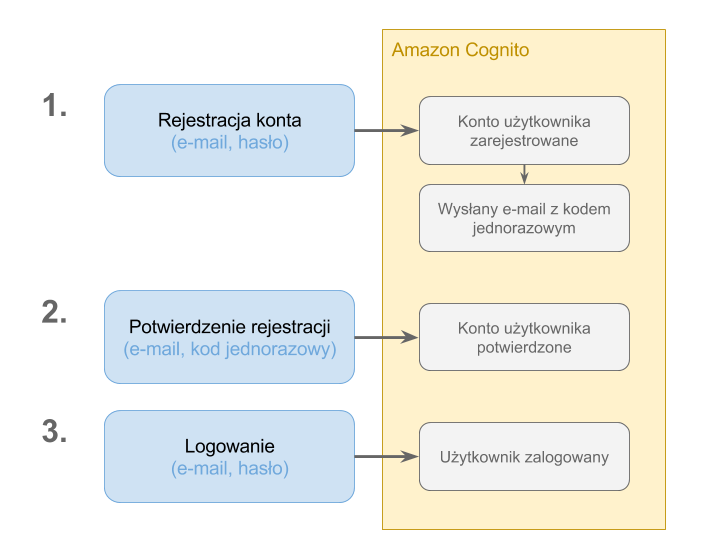 Amazon Cognito
1.
Rejestracja konta
(e-mail, hasło)
Konto użytkownika
zarejestrowane
Wysłany e-mail z kodem
jednorazowym
2.
Potwierdzenie rejestracji
(e-mail, kod jednorazowy)
Konto użytkownika
potwierdzone
3.
Logowanie
(e-mail, hasło)
Użytkownik zalogowany